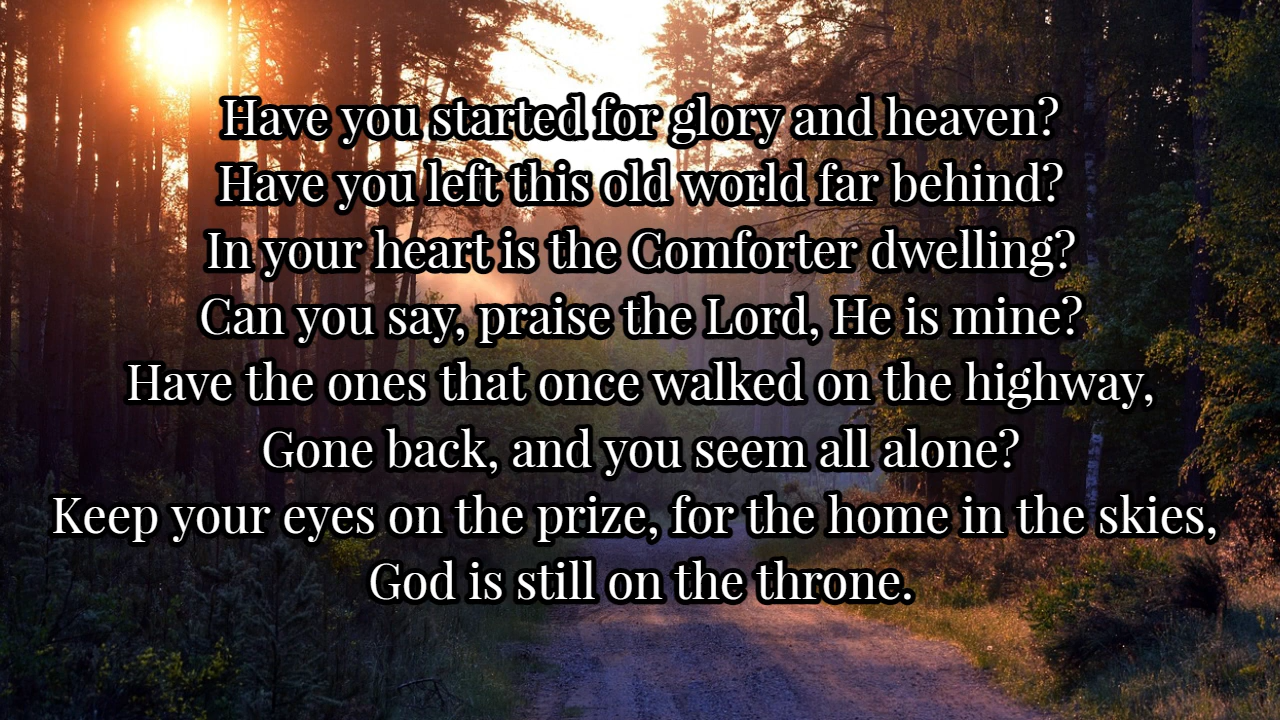 Have you started for glory and heaven?
Have you left this old world far behind?
In your heart is the Comforter dwelling?
Can you say, praise the Lord, He is mine?
Have the ones that once walked on the highway,
Gone back, and you seem all alone?
Keep your eyes on the prize, for the home in the skies,
God is still on the throne.